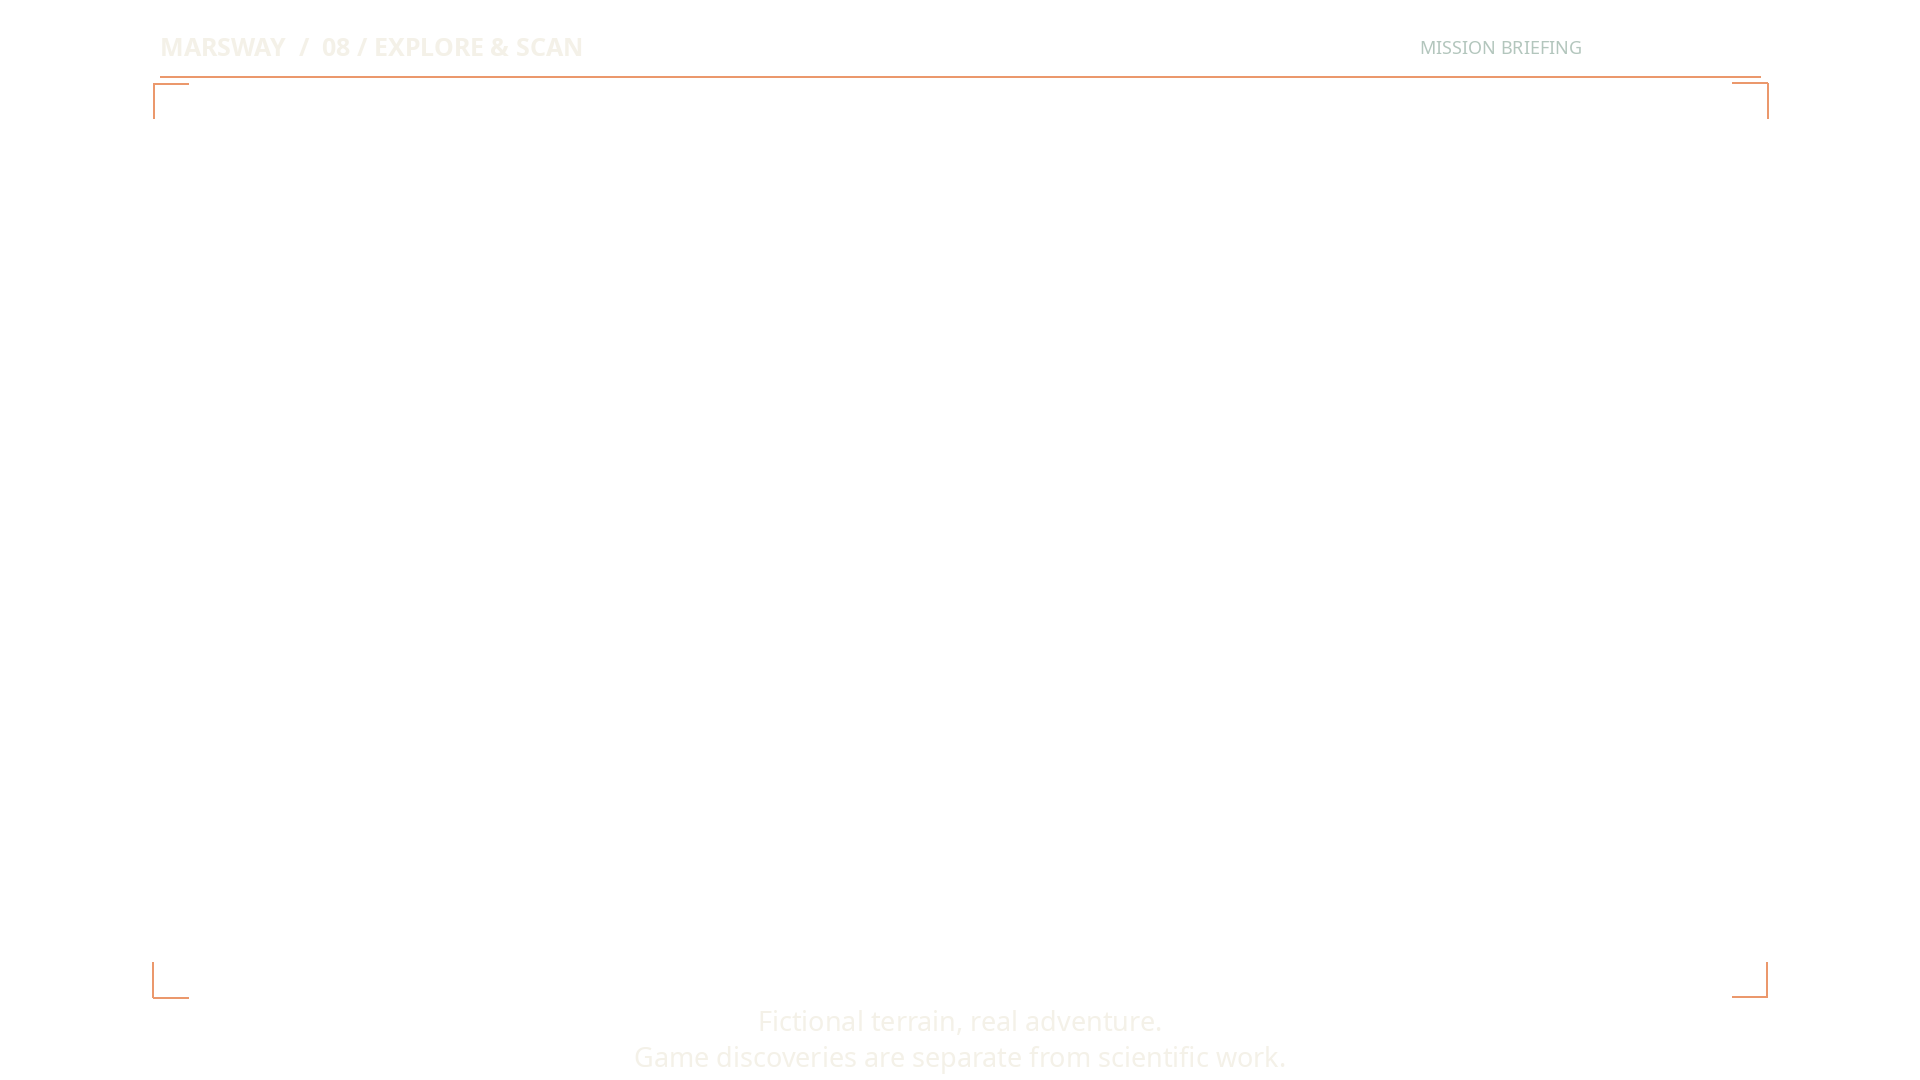 MARSWAY / 08 / EXPLORE & SCAN
MISSION BRIEFING
Fictional terrain, real adventure.
Game discoveries are separate from scientific work.